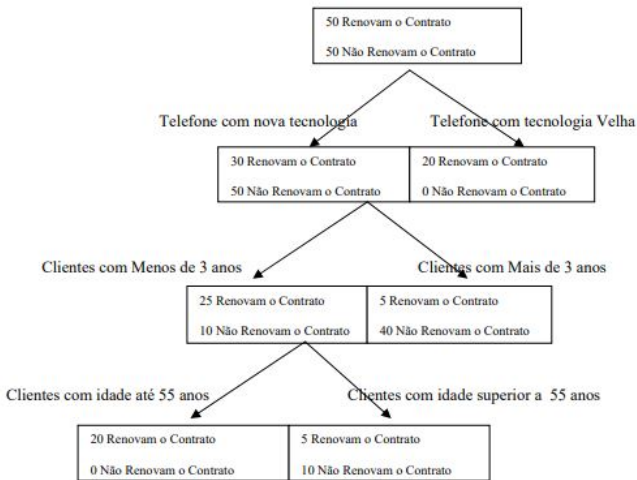 50 Renovam o Contrato
50 Não Renovam o Contrato
Telefone com nova tecnologia
Telefone com tecnologia Velha
30 Renovam o Contrato
50 Não Renovam o Contrato
20 Renovam o Contrato
0 Não Renovam o Contrato
Clientes com Menos de 3 anos
Clientes com Mais de 3 anos
25 Renovam o Contrato
10 Não Renovam o Contrato
5 Renovam o Contrato
40 Não Renovam o Contrato
Clientes com idade até 55 anos
Clientes com idade superior a 55 anos
20 Renovam o Contrato
0 Não Renovam o Contrato
5 Renovam o Contrato
10 Não Renovam o Contrato